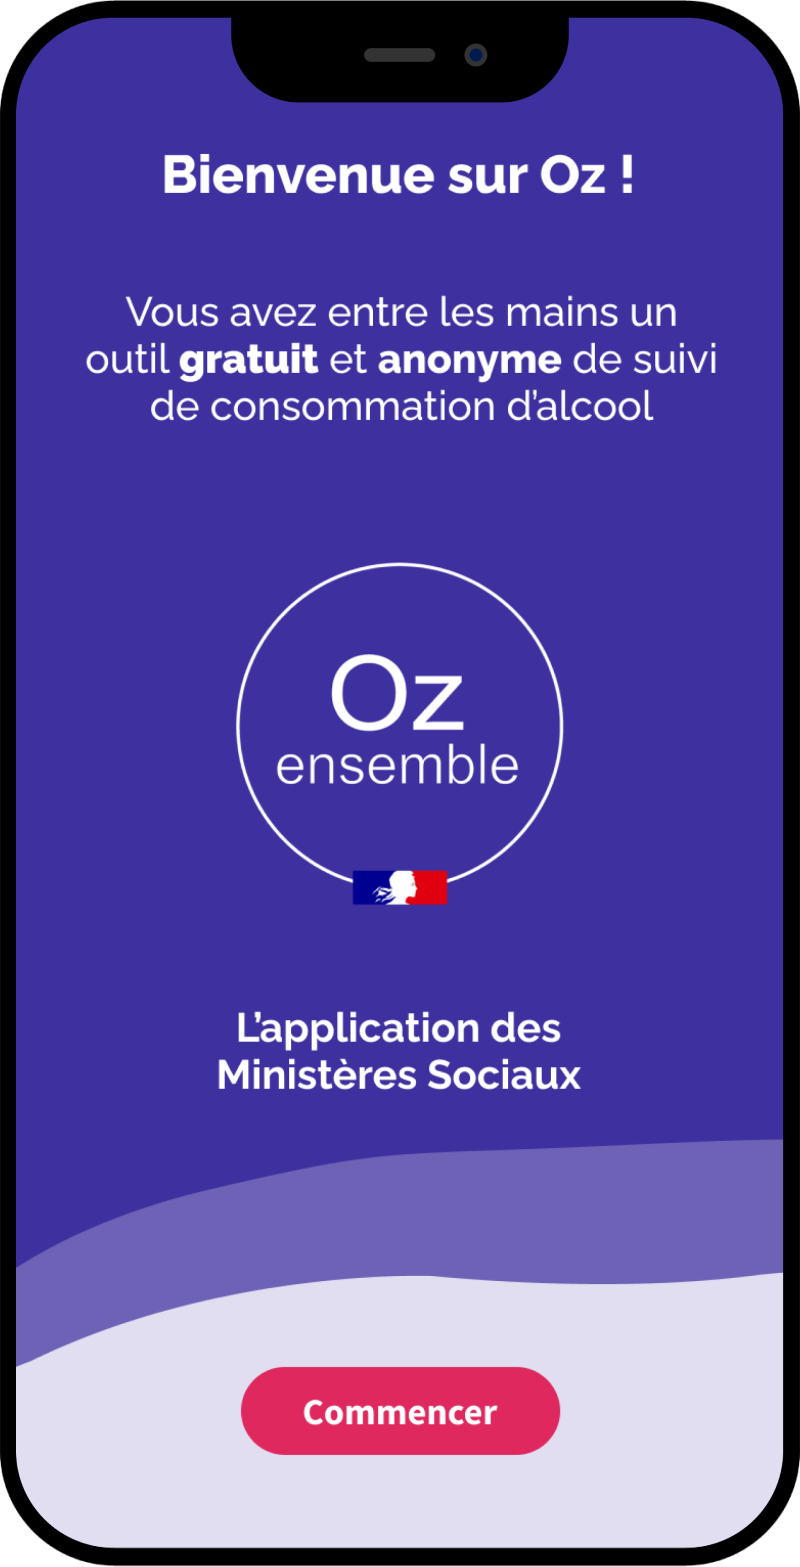 Bienvenue sur Oz !
Vous avez entre les mains un
outil gratuit et anonyme de suivi
de consommation d’alcool
Oz
ensemble
L’application des
Ministères Sociaux
Commencer